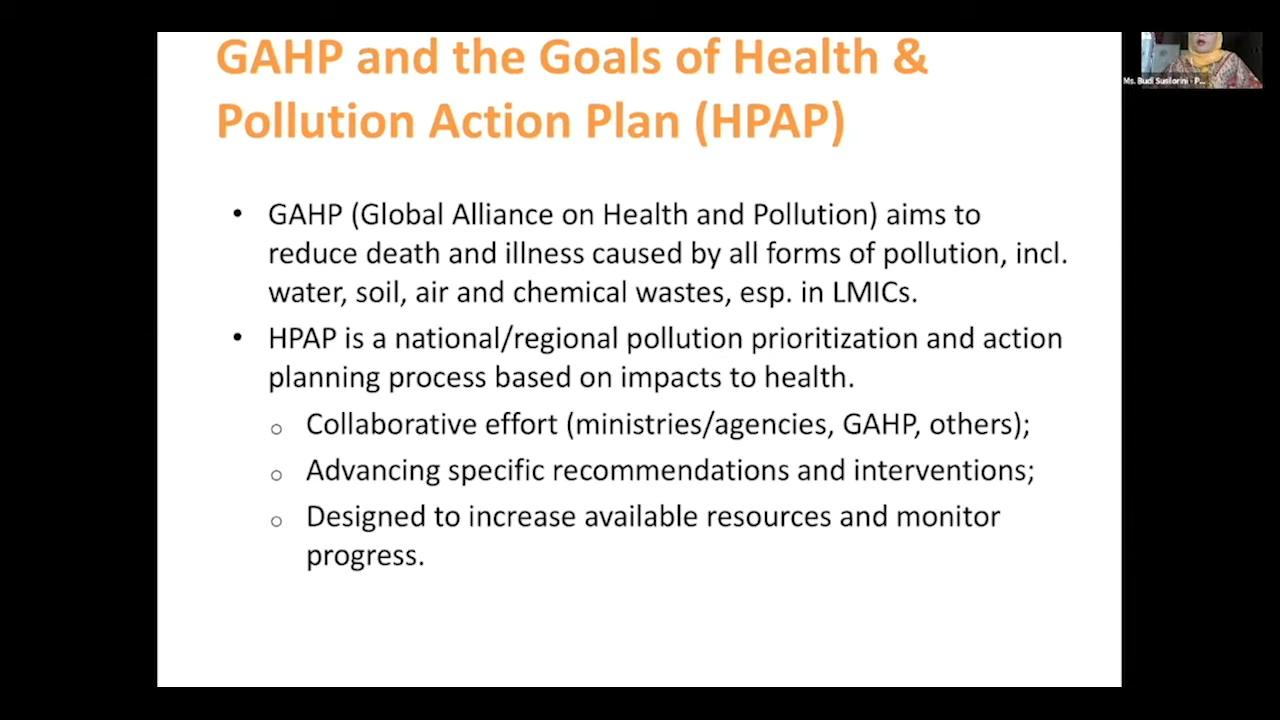 GAHP and the Goals of Health &
Pollution Action Plan (HPAP)
Ms. Budi Susilorini - P...
• GAHP (Global Alliance on Health and Pollution) aims to
reduce death and illness caused by all forms of pollution, incl.
water, soil, air and chemical wastes, esp. in LMICs.
• HPAP is a national/regional pollution prioritization and action
planning process based on impacts to health.
o Collaborative effort (ministries/agencies, GAHP, others);
o Advancing specific recommendations and interventions;
o Designed to increase available resources and monitor
progress.